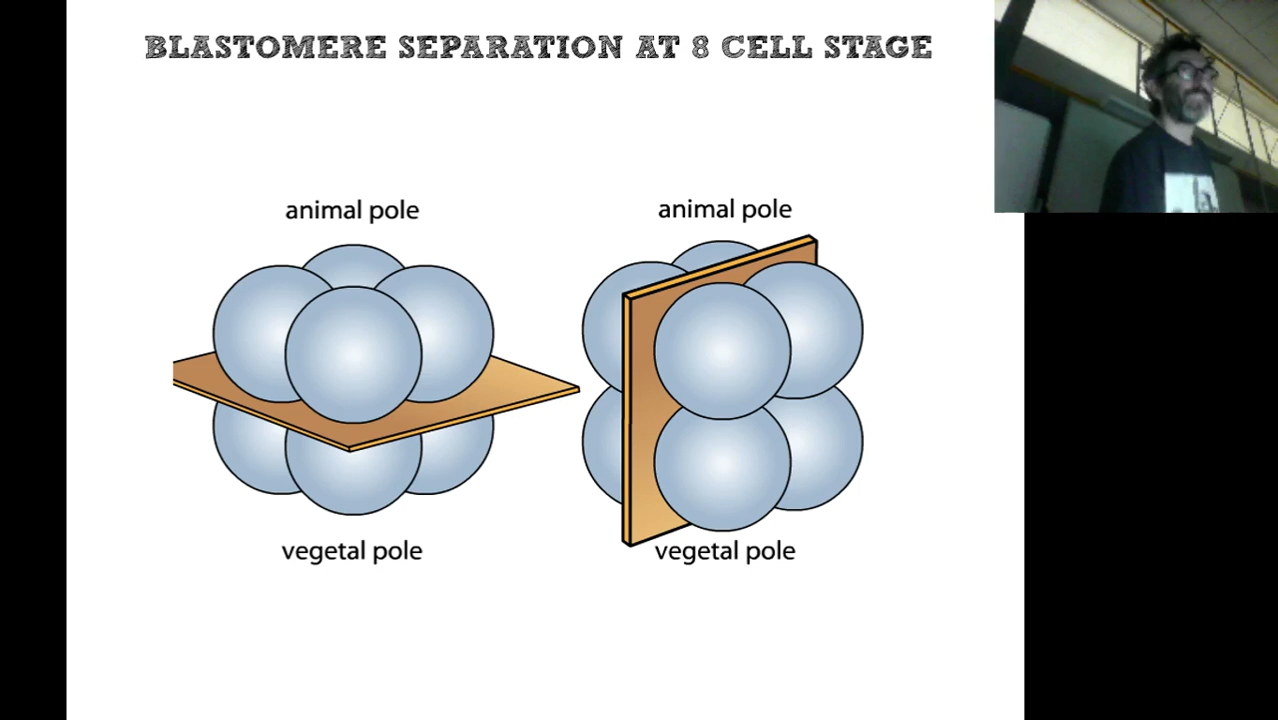 BLASTOMERE SEPARATION AT 8 CELL STAGE
animal pole
animal pole
vegetal pole
vegetal pole